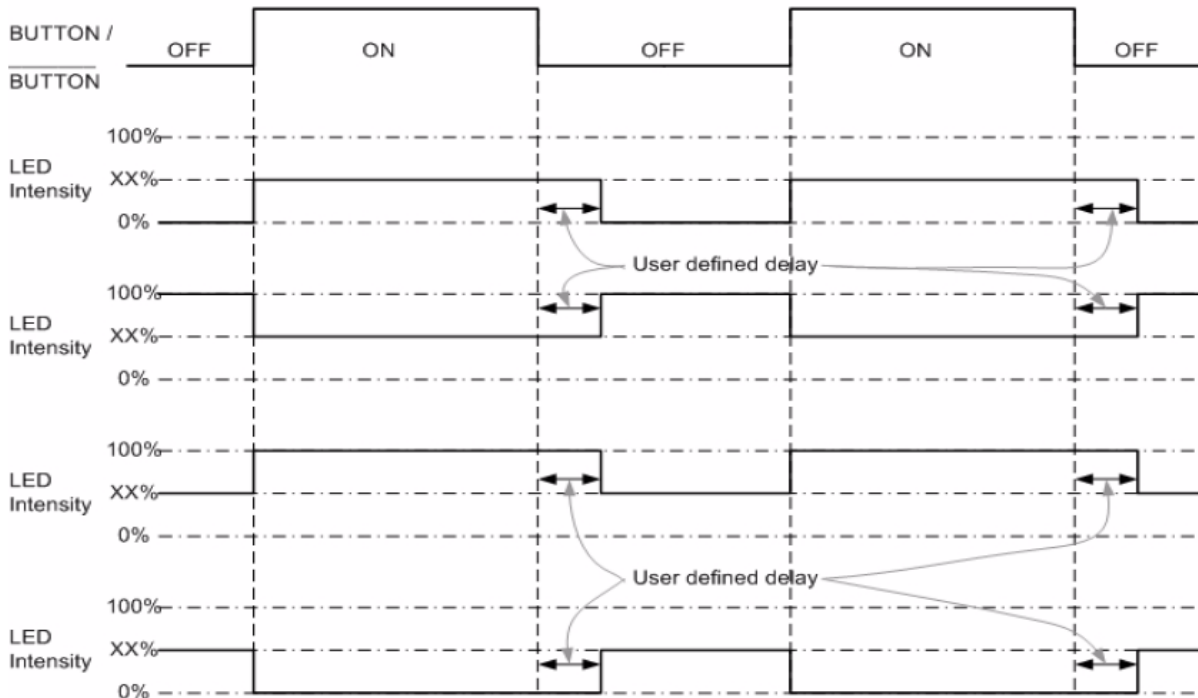 BUTTON /
BUTTON
OFF
ON
OFF
ON
OFF
100%
LED
Intensity
XX%
0%
User defined delay
100%
LED
Intensity
XX%
0%
100%
LED
Intensity
XX%
0%
User defined delay
100%
LED
Intensity
XX%
0%